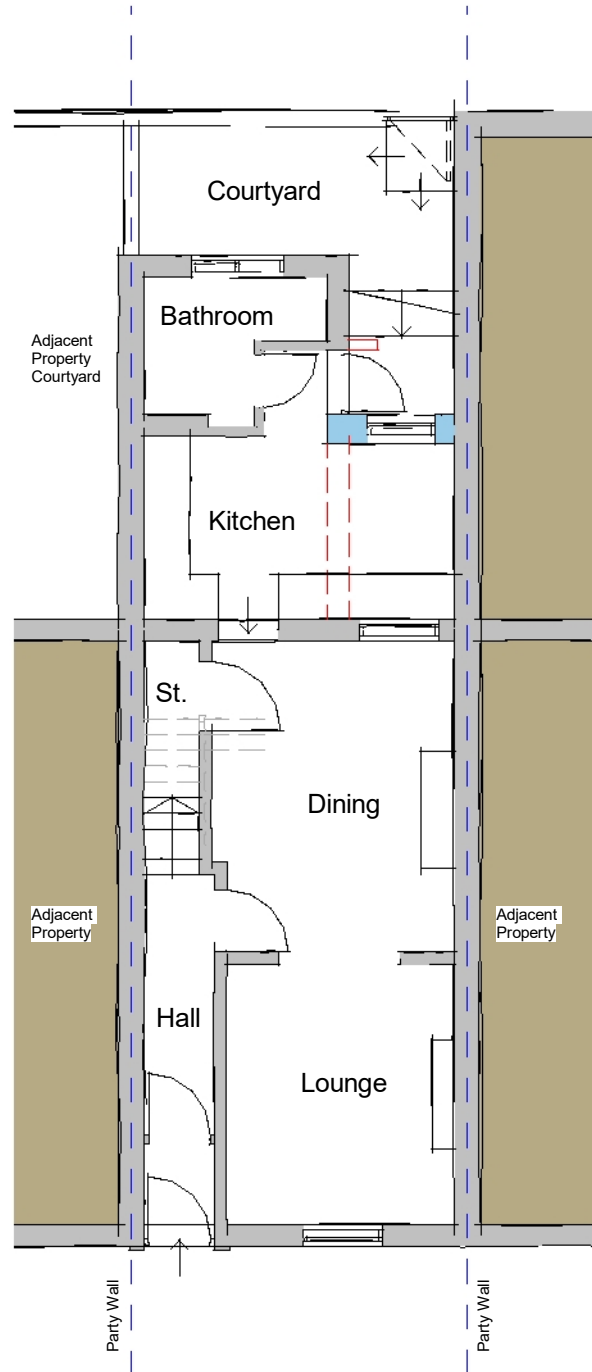 Courtyard
Bathroom
Adjacent
Property
Courtyard
Kitchen
St.
Dining
Adjacent
Property
Adjacent
Property
Hall
Lounge
Party Wall
Party Wall